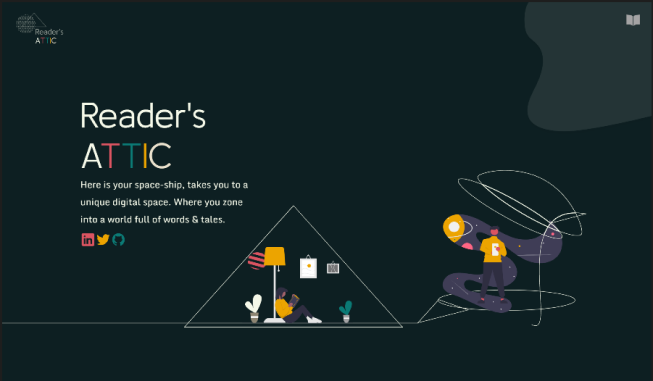 Reader's
ATTIC
Reader's
ATTIC
Here is your space-ship, takes you to a
unique digital space. Where you zone
into a world full of words & tales.
in